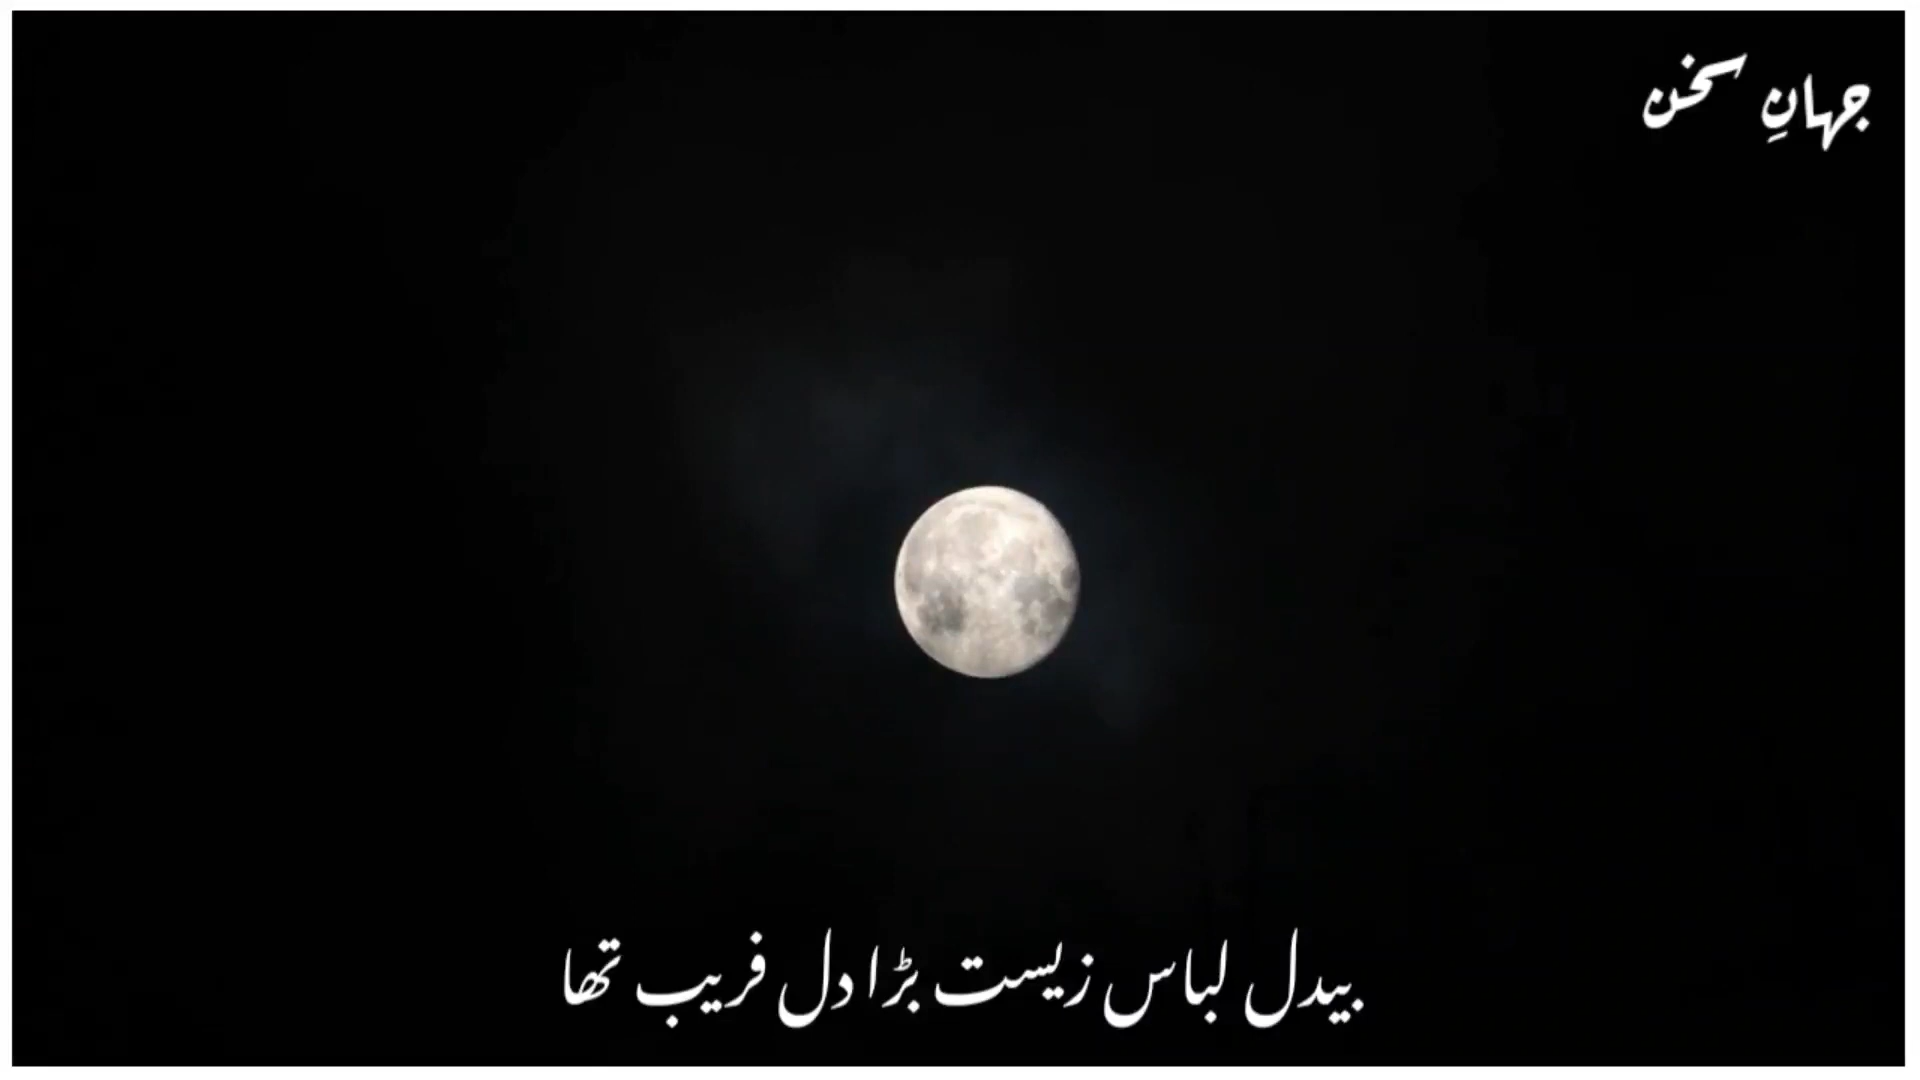 جہانِ سخن
بیدل لباس زیست بڑا دل فریب تھا